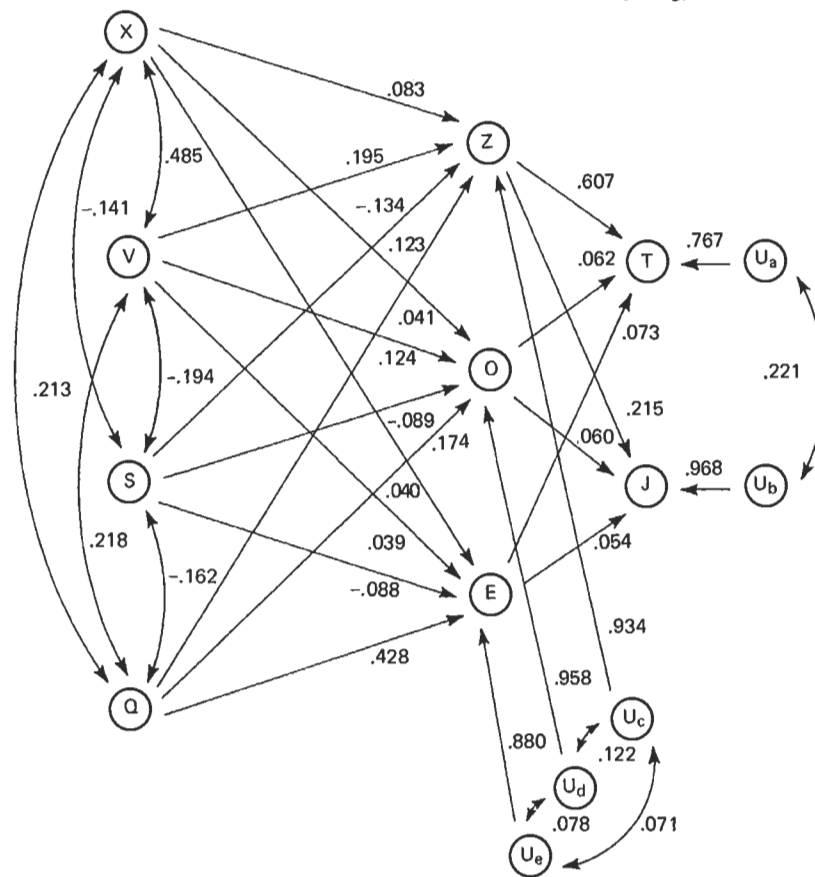 X
.083
Z
.485
.195
.607
-.141
-.134
.767
V
.123
.062
T
Ua
.041
.073
.124
O
.221
-.194
.213
.215
-.089
.060
.174
.968
S
.040
J
Ub
.218
.039
.054
-.162
-.088
E
.934
.428
.958
Q
Uc
.880
.122
Ud
.078
.071
Ue